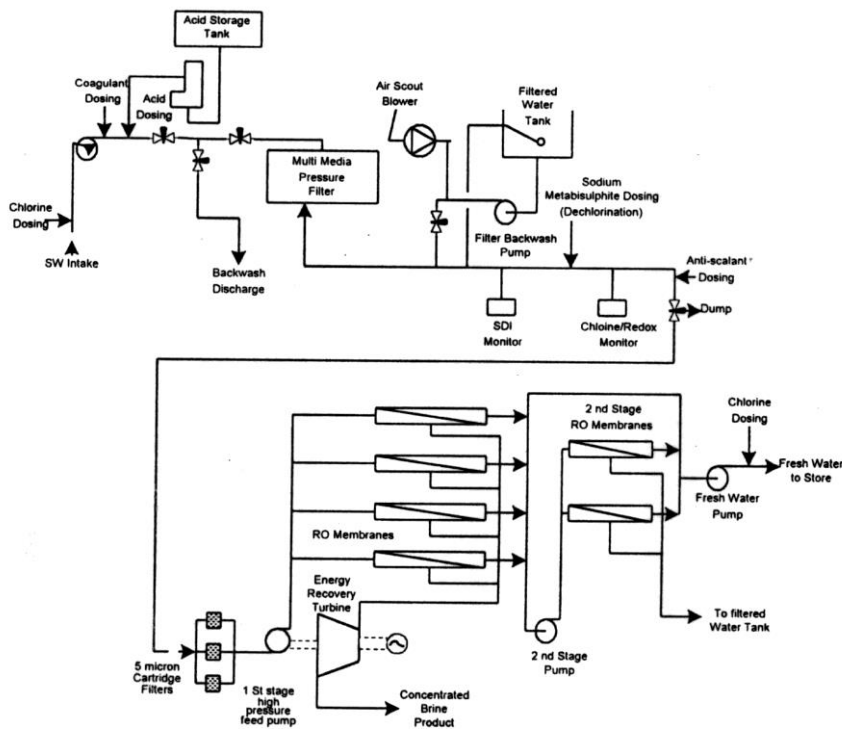 Acid Storage
Tank
Coagulant
Dosing
Acid
Dosing
Air Scout
Blower
Filtered
Water
Tank
Multi Media
Pressure
Filter
Sodium
Metabisulphite Dosing
(Dechlorination)
Chlorine
Dosing
SW Intake
Backwash
Discharge
Filter Backwash
Pump
Anti-scalant
Dosing
Dump
SDI
Monitor
Chloine/Redox
Monitor
2 nd Stage
RO Membranes
Chlorine
Dosing
Fresh Water
to Store
Fresh Water
Pump
RO Membranes
Energy
Recovery
Turbine
To filtered
Water Tank
5 micron
Cartridge
Filters
1 St stage
high
pressure
feed pump
2 nd Stage
Pump
Concentrated
Brine
Product